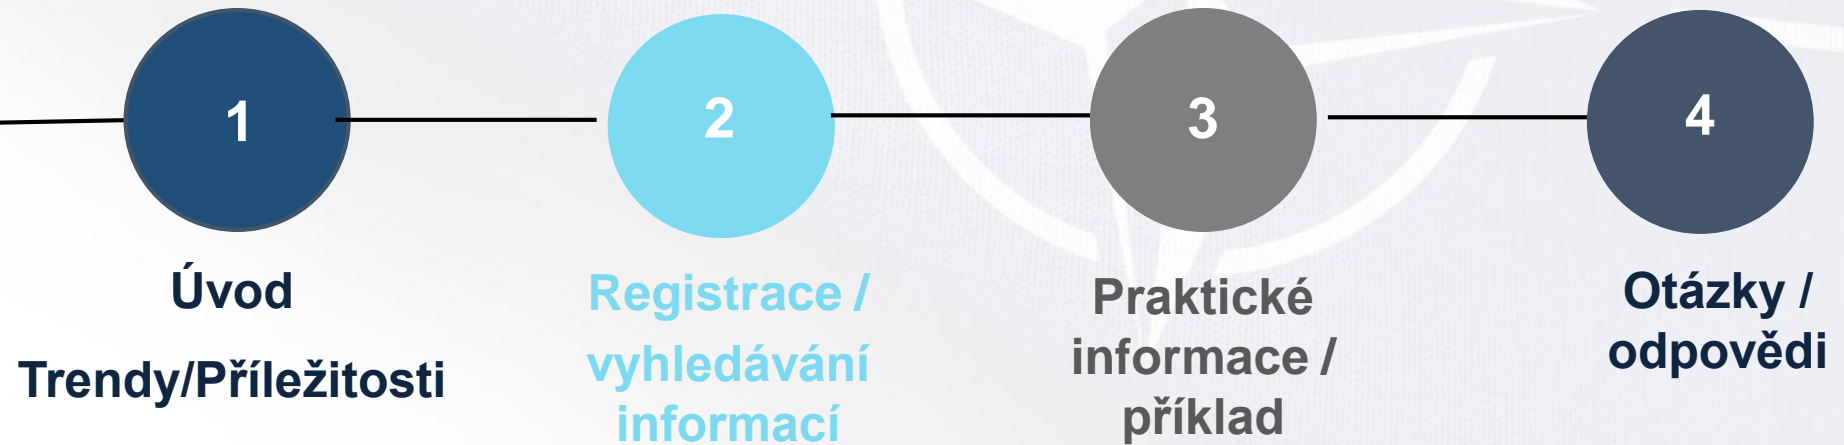 1
Úvod
Trendy/Příležitosti
2
Registrace /
vyhledávání
informací
3
Praktické
informace /
příklad
4
Otázky /
odpovědi